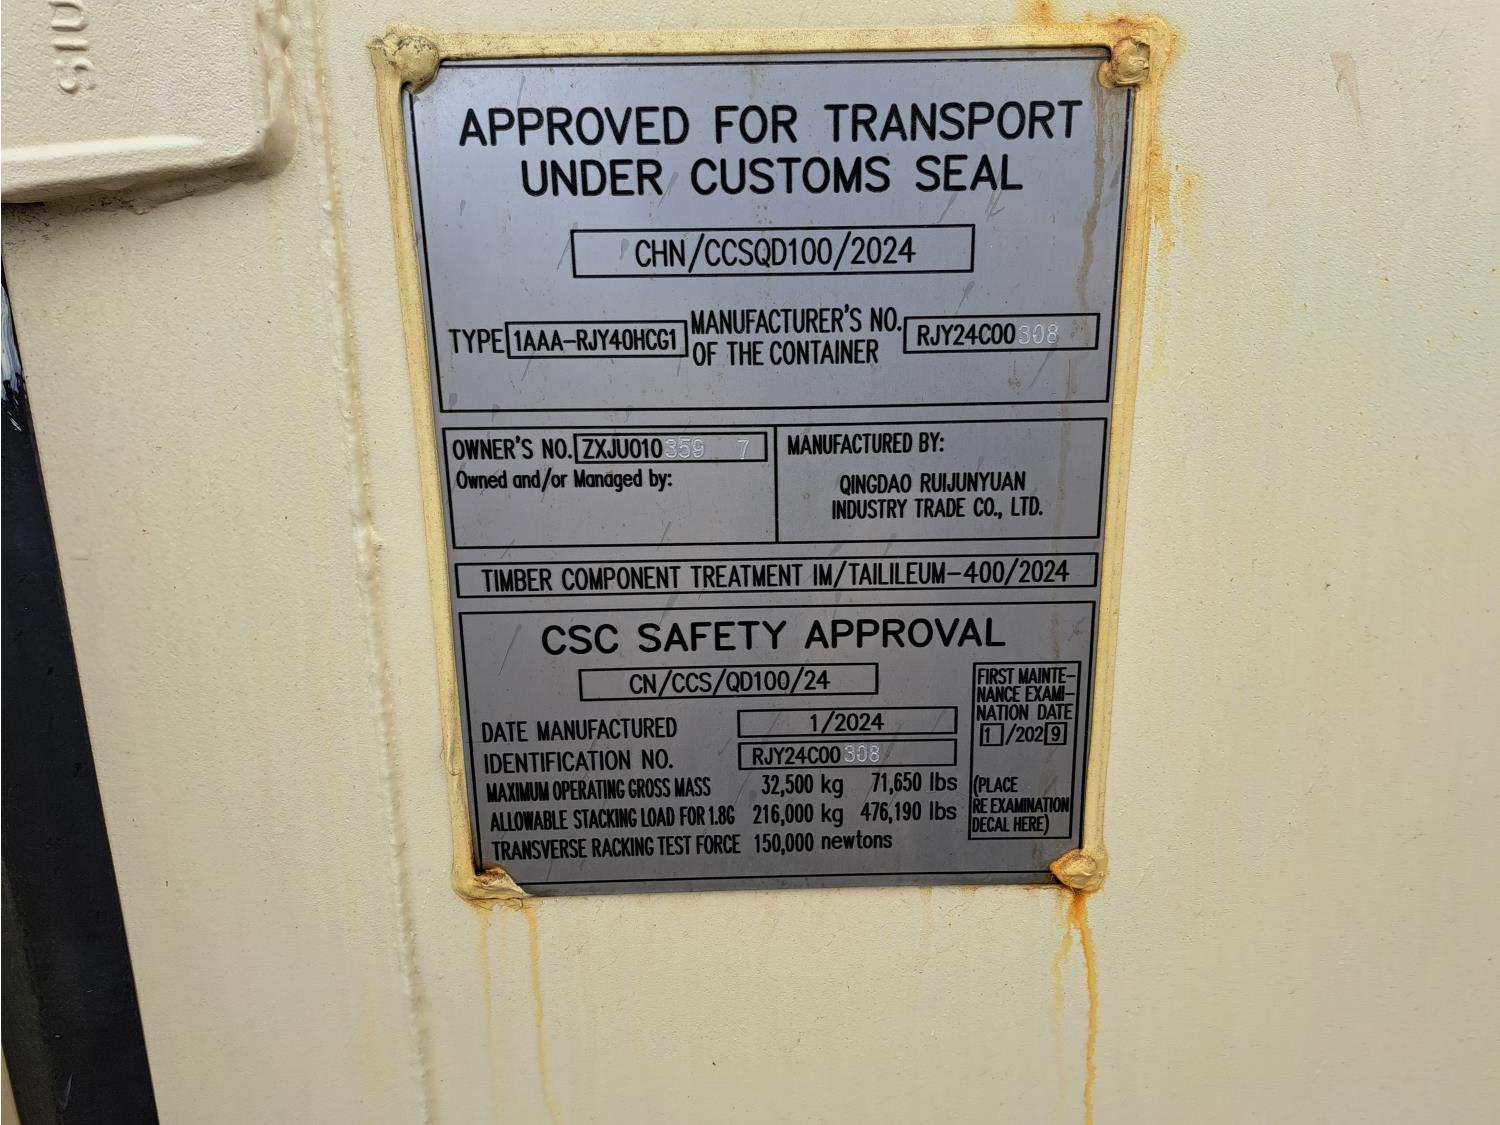 APPROVED FOR TRANSPORT
UNDER CUSTOMS SEAL
CHN/CCSQD100/2024
TYPE 1AAA-RJY40HCG1 MANUFACTURER'S NO. OF THE CONTAINER RJY24C00308
OWNER'S NO. ZXJU010359 7
Owned and/or Managed by:
MANUFACTURED BY:
QINGDAO RUIJUNYUAN
INDUSTRY TRADE CO., LTD.
TIMBER COMPONENT TREATMENT IM/TAILILEUM-400/2024
CSC SAFETY APPROVAL
CN/CCS/QD100/24
DATE MANUFACTURED 1/2024
IDENTIFICATION NO. RJY24C00308
MAXIMUM OPERATING GROSS MASS 32,500 kg 71,650 lbs
ALLOWABLE STACKING LOAD FOR 1.8G 216,000 kg 476,190 lbs
TRANSVERSE RACKING TEST FORCE 150,000 newtons
FIRST MAINTE-
NANCE EXAMI-
NATION DATE
1/2029
(PLACE
RE EXAMINATION
DECAL HERE)